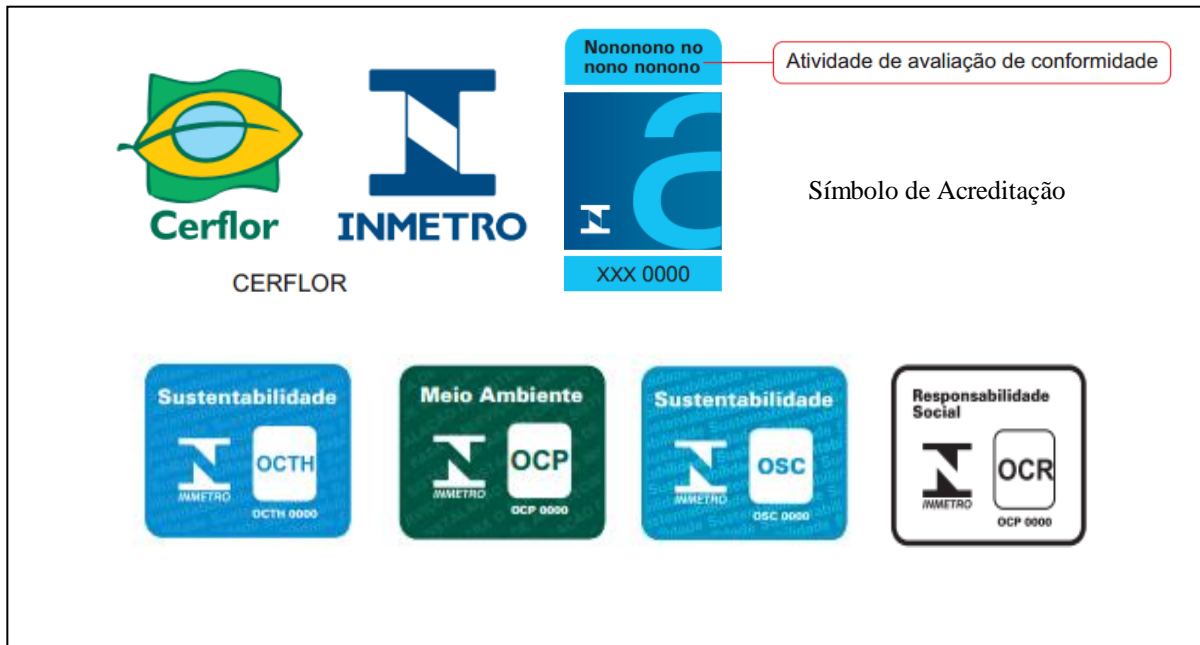 Nononono no
nono nonono
Atividade de avaliação de conformidade
Cerflor
INMETRO
Símbolo de Acreditação
CERFLOR
XXX 0000
Sustentabilidade
OCTH
INMETRO
OCTH 0000
Meio Ambiente
OCP
INMETRO
OCP 0000
Sustentabilidade
OSC
INMETRO
OSC 0000
Responsabilidade
Social
OCR
INMETRO
OCP 0000